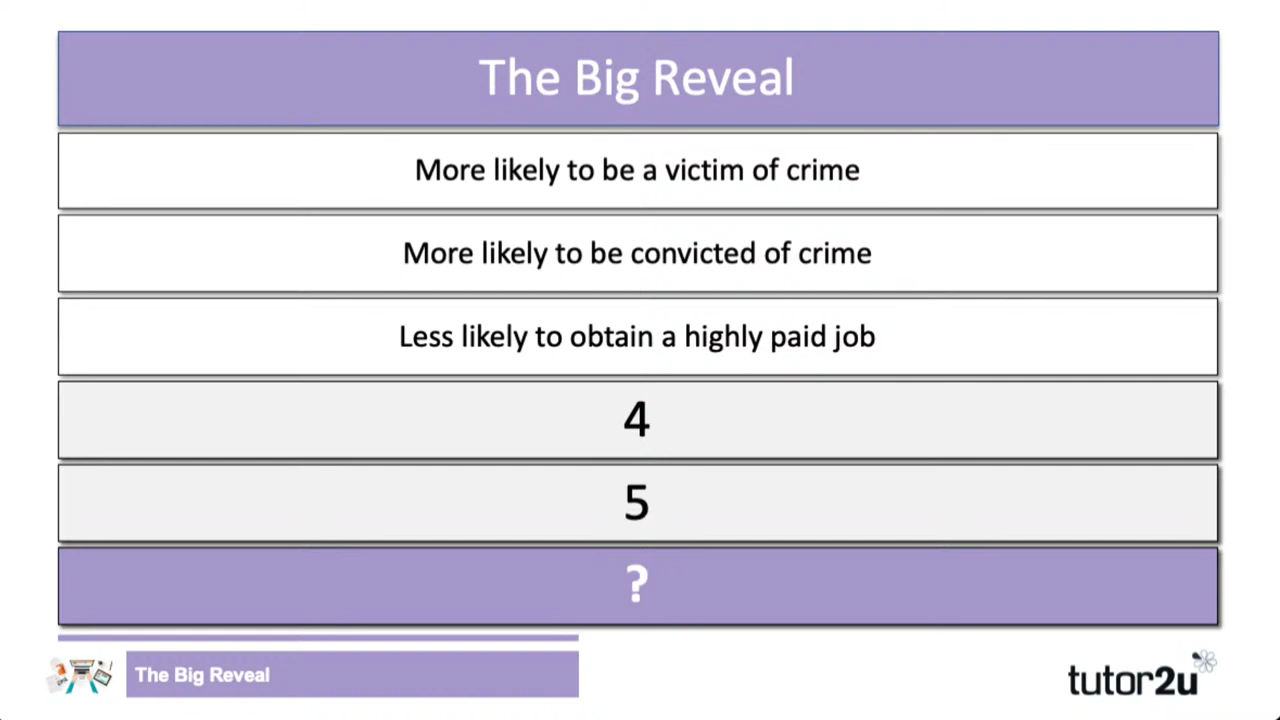 The Big Reveal
More likely to be a victim of crime
More likely to be convicted of crime
Less likely to obtain a highly paid job
4
5
?
The Big Reveal
tutor2u